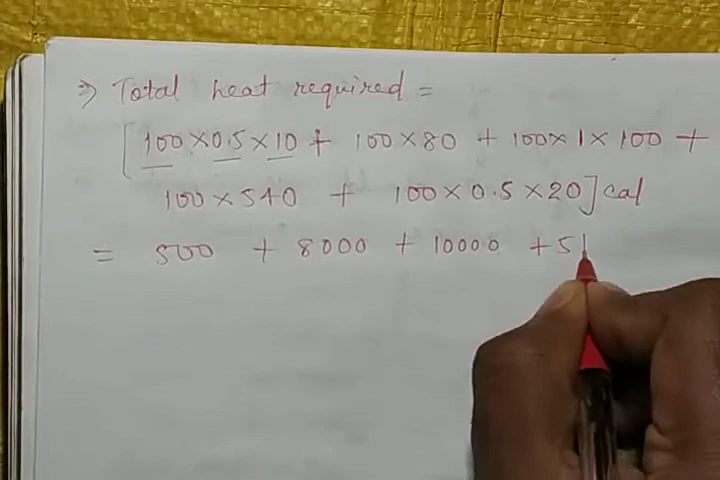 ⇒ Total heat required =
[100×0.5×10 + 100×80 + 100×1×100 +
100×540 + 100×0.5×20] cal
= 500 + 8000 + 10000 + 5